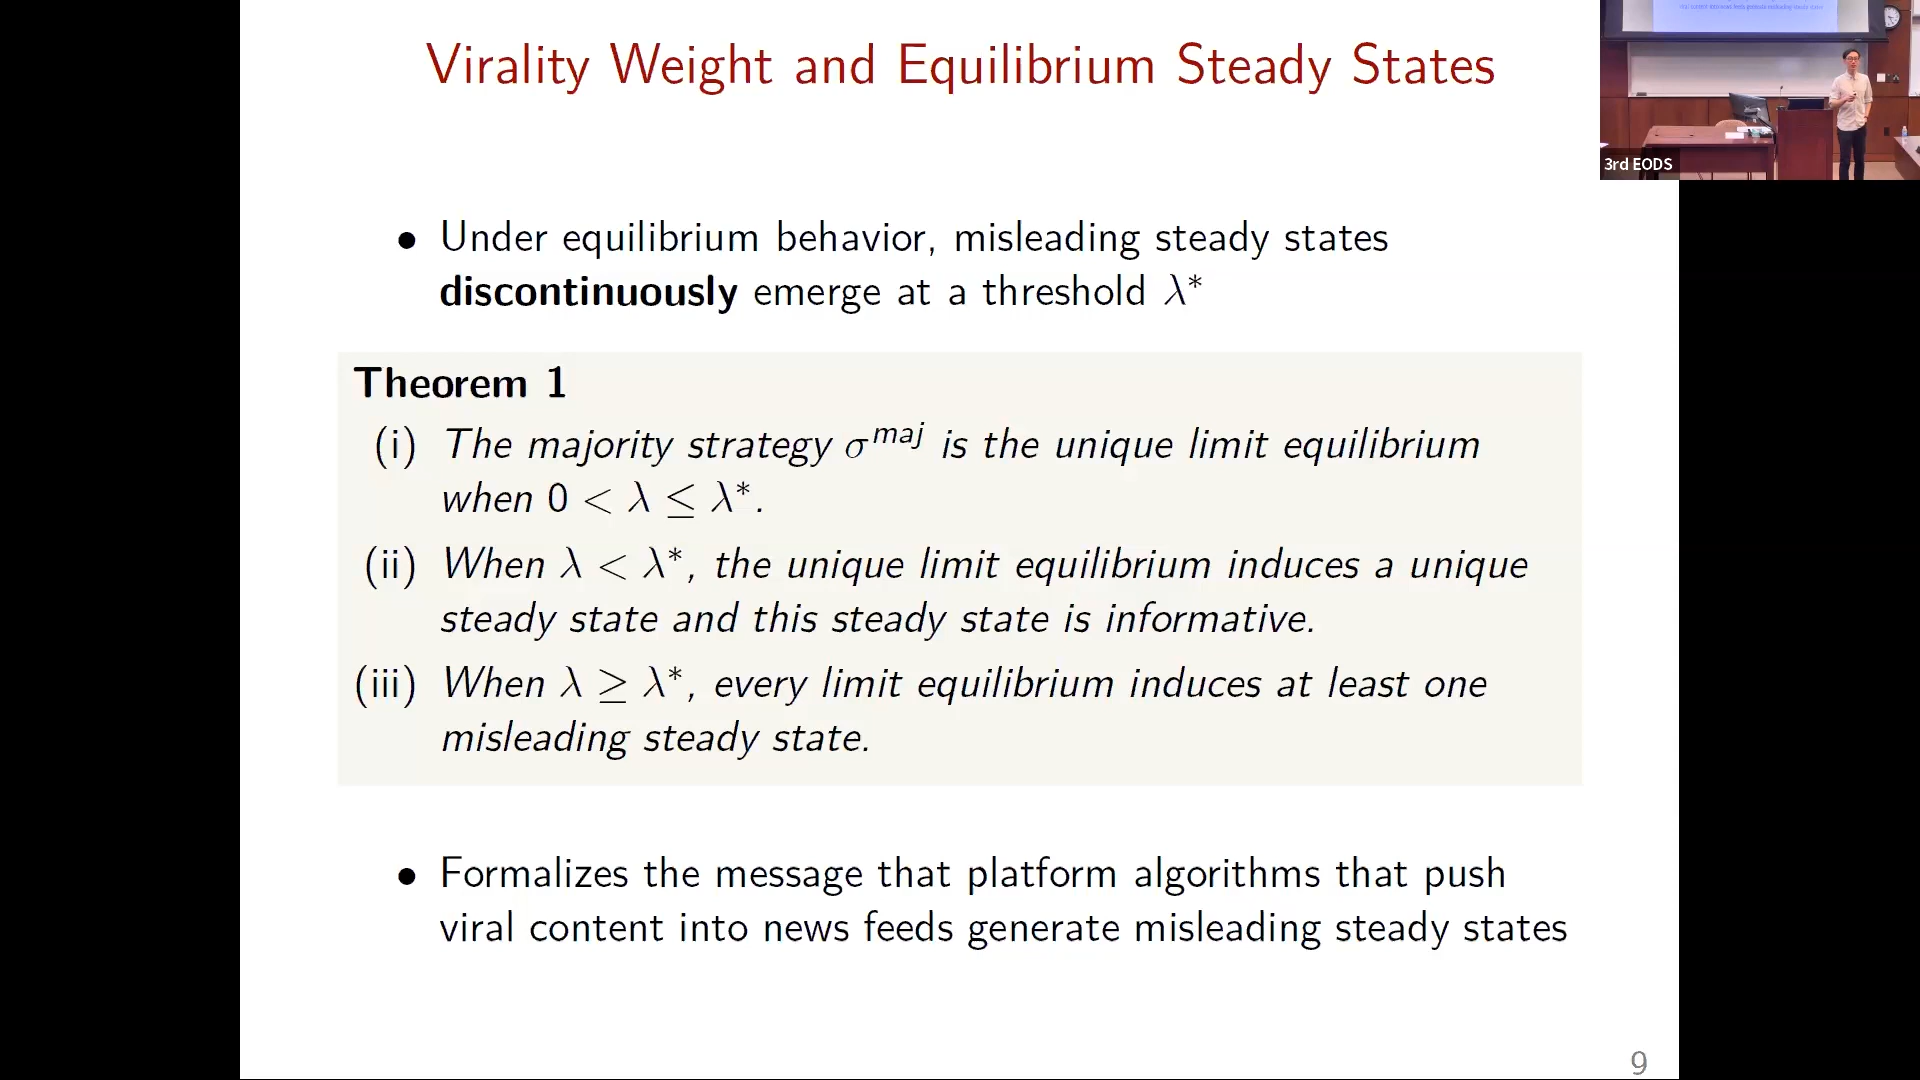 Virality Weight and Equilibrium Steady States
3rd EODS
• Under equilibrium behavior, misleading steady states
discontinuously emerge at a threshold λ*
Theorem 1
(i) The majority strategy σ^maj is the unique limit equilibrium
when 0 < λ ≤ λ*.
(ii) When λ < λ*, the unique limit equilibrium induces a unique
steady state and this steady state is informative.
(iii) When λ ≥ λ*, every limit equilibrium induces at least one
misleading steady state.
• Formalizes the message that platform algorithms that push
viral content into news feeds generate misleading steady states
9